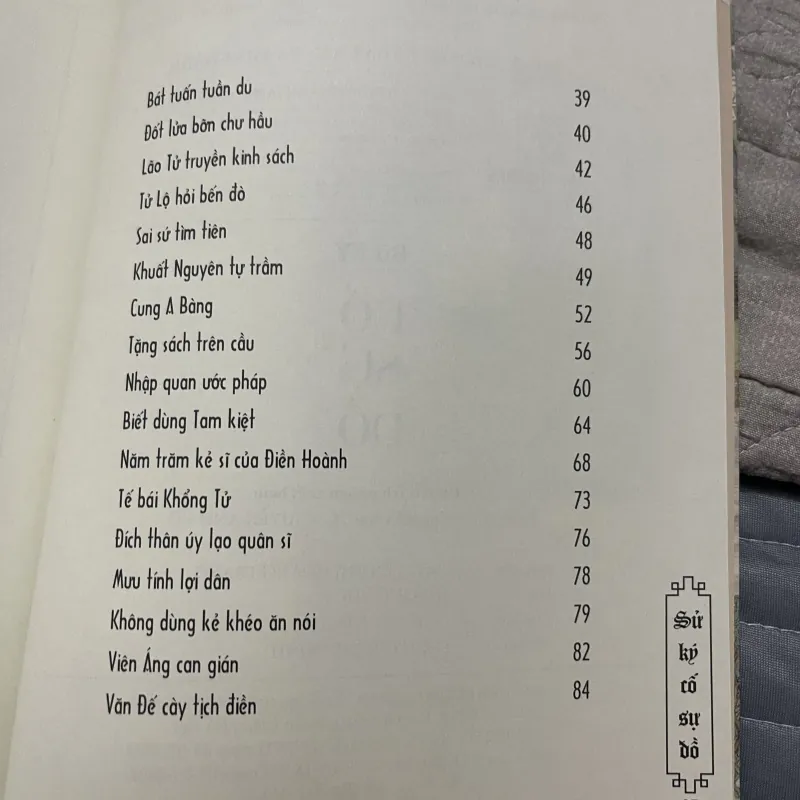 Bát tuấn tuần du 39
Đốt lửa bỡn chư hầu 40
Lão Tử truyền kinh sách 42
Tử Lộ hỏi bến đò 46
Sai sứ tìm tiên 48
Khuất Nguyên tự trầm 49
Cung A Bàng 52
Tặng sách trên cầu 56
Nhập quan ước pháp 60
Biết dùng Tam kiệt 64
Năm trăm kẻ sĩ của Điền Hoành 68
Tế bái Khổng Tử 73
Đích thân úy lạo quân sĩ 76
Mưu tính lợi dân 78
Không dùng kẻ khéo ăn nói 79
Viên Áng can gián 82
Văn Đế cày tịch điền 84
Sử
ký
cố
sự
đồ